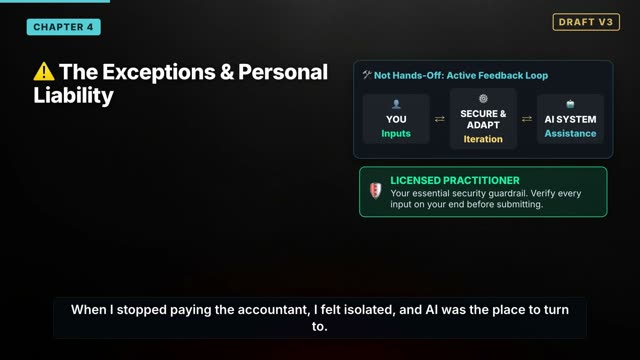 CHAPTER 4
DRAFT V3
⚠️ The Exceptions & Personal
Liability
🛠 Not Hands-Off: Active Feedback Loop
YOU
Inputs
⇄
SECURE &
ADAPT
Iteration
⇄
AI SYSTEM
Assistance
LICENSED PRACTITIONER
Your essential security guardrail. Verify every
input on your end before submitting.
When I stopped paying the accountant, I felt isolated, and AI was the place to turn
to.